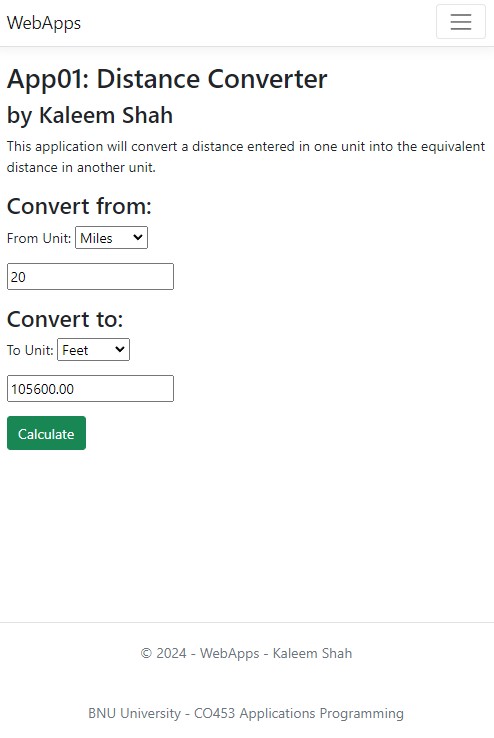 WebApps
App01: Distance Converter
by Kaleem Shah
This application will convert a distance entered in one unit into the equivalent
distance in another unit.
Convert from:
From Unit: Miles
20
Convert to:
To Unit: Feet
105600.00
Calculate
© 2024 - WebApps - Kaleem Shah
BNU University - CO453 Applications Programming